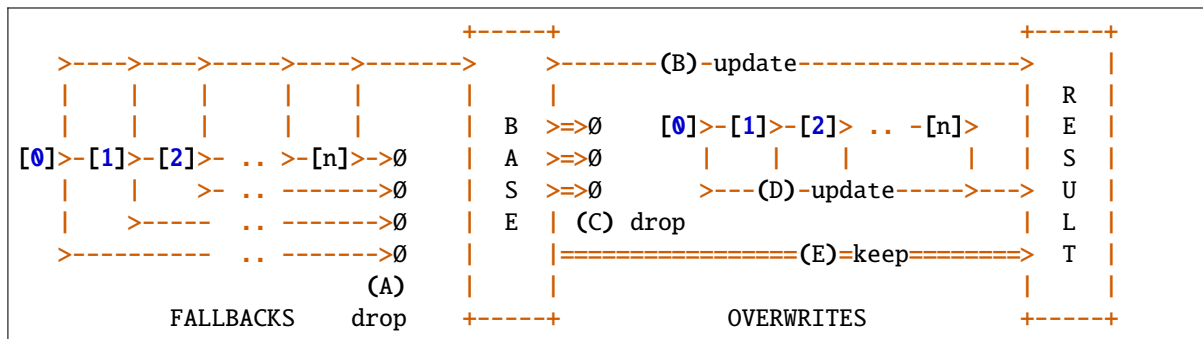 +------+                                       +------+
    >----->----->------>----->----->-------->      >-------(B)-update---------------->      |
    |     |     |      |     |        |      |                                       |  R   |
    |     |     |      |     |        |  B  >=>Ø     [0]>-[1]>-[2]> .. -[n]>         |  E   |
[0]>-[1]>-[2]>- .. >-[n]>->Ø          |  A  >=>Ø        |    |    |       |          |  S   |
    |     |     >- .. ------->Ø       |  S  >=>Ø        >---(D)-update----->--->  U   |
    |     >----- .. ------->Ø         |  E   | (C) drop                              |  L   |
    >---------- .. ------->Ø          |      |=================(E)=keep========>  T   |
                          (A)         |      |                                       |      |
           FALLBACKS     drop         +-----+            OVERWRITES                  +-----+